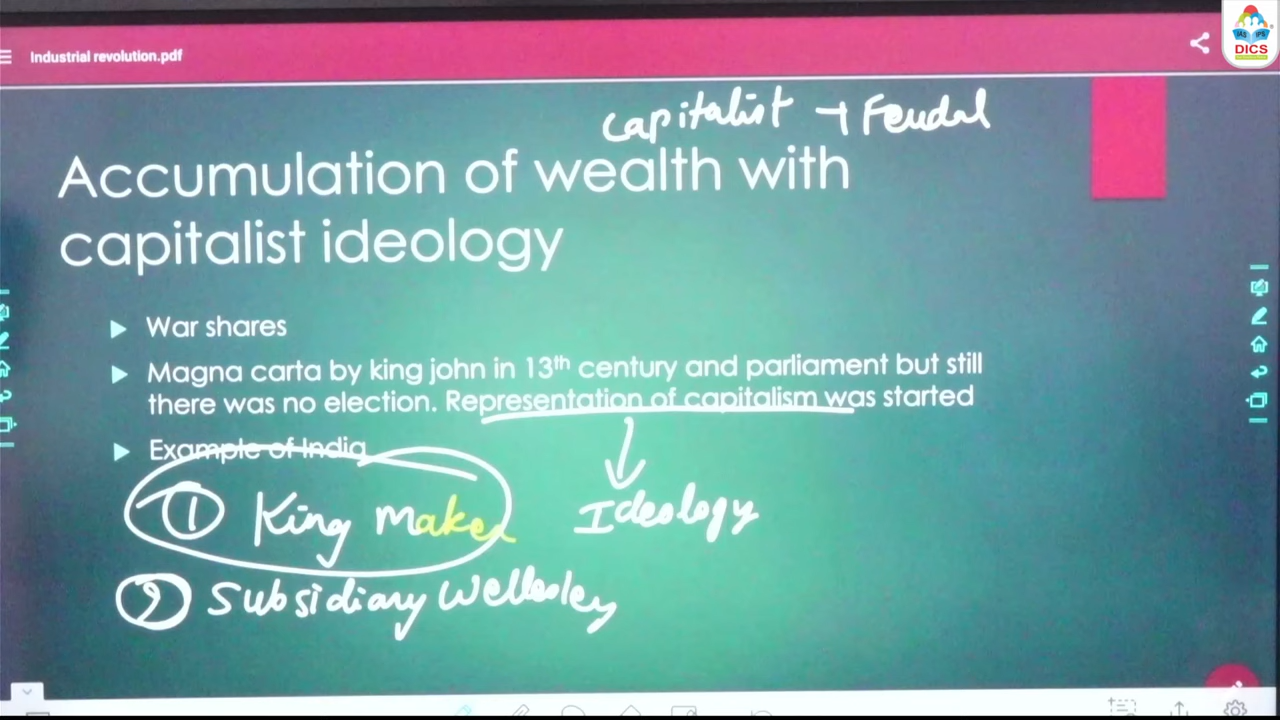 Industrial revolution.pdf
IAS IPS
DICS
capitalist → Feudal
Accumulation of wealth with
capitalist ideology
War shares
Magna carta by king john in 13th century and parliament but still
there was no election. Representation of capitalism was started
Example of India
① King Maker
Ideology
② Subsidiary Wellesley